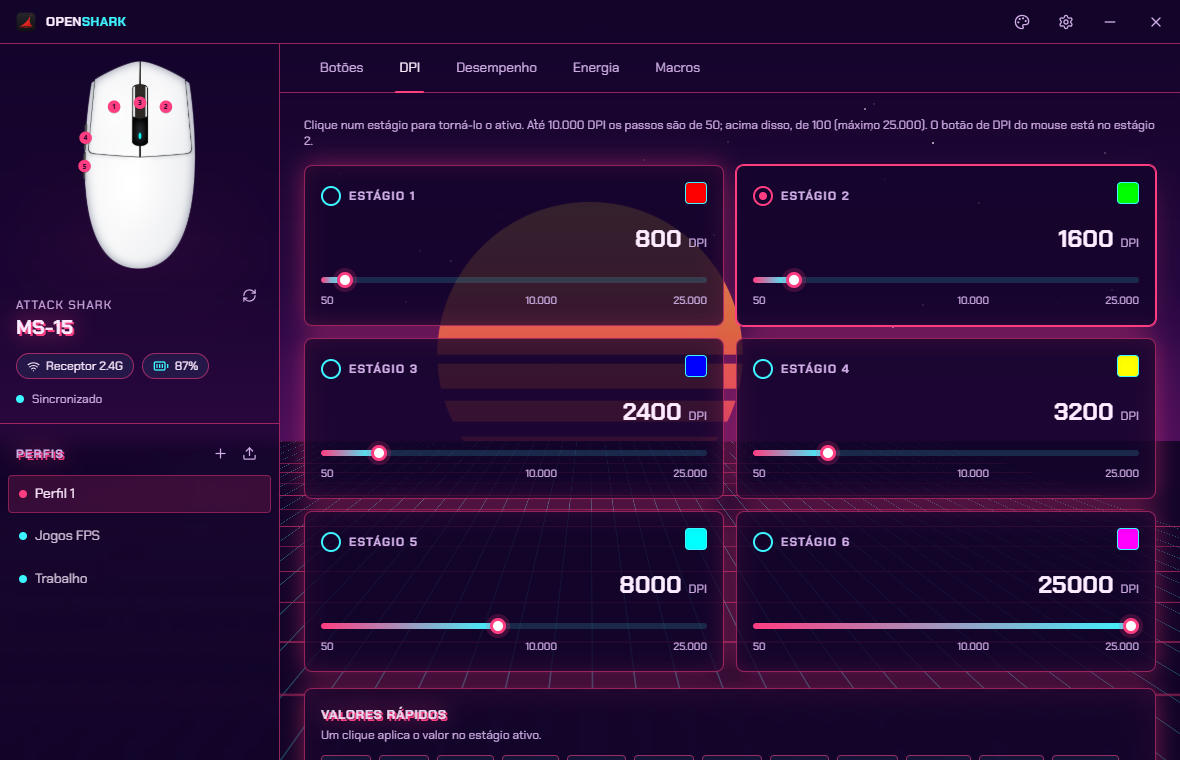 OPENSHARK
Botões
DPI
Desempenho
Energia
Macros
1
3
2
4
5
ATTACK SHARK
MS-15
Receptor 2.4G
87%
Sincronizado
PERFIS
Perfil 1
Jogos FPS
Trabalho
Clique num estágio para torná-lo o ativo. Até 10.000 DPI os passos são de 50; acima disso, de 100 (máximo 25.000). O botão de DPI do mouse está no estágio
2.
ESTÁGIO 1
800 DPI
50 10.000 25.000
ESTÁGIO 2
1600 DPI
50 10.000 25.000
ESTÁGIO 3
2400 DPI
50 10.000 25.000
ESTÁGIO 4
3200 DPI
50 10.000 25.000
ESTÁGIO 5
8000 DPI
50 10.000 25.000
ESTÁGIO 6
25000 DPI
50 10.000 25.000
VALORES RÁPIDOS
Um clique aplica o valor no estágio ativo.